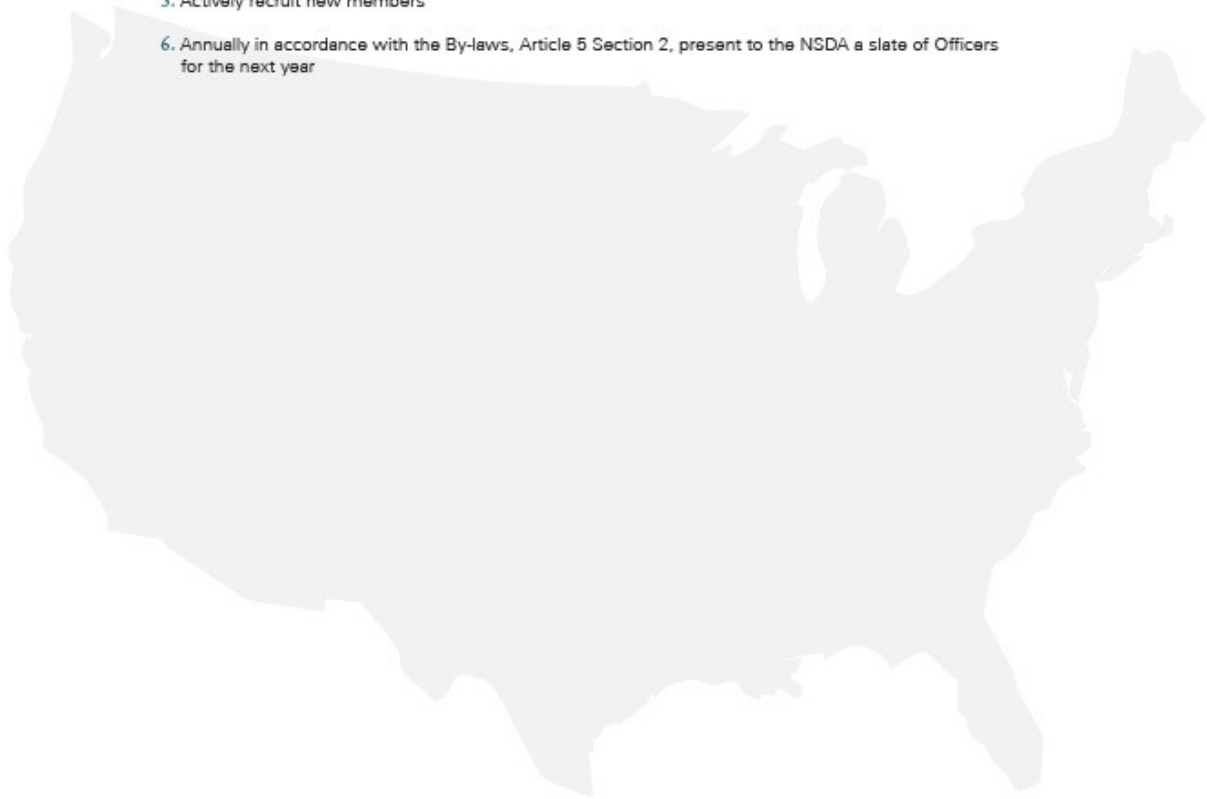 5. Actively recruit new members
6. Annually in accordance with the By-laws, Article 5 Section 2, present to the NSDA a slate of Officers
for the next year